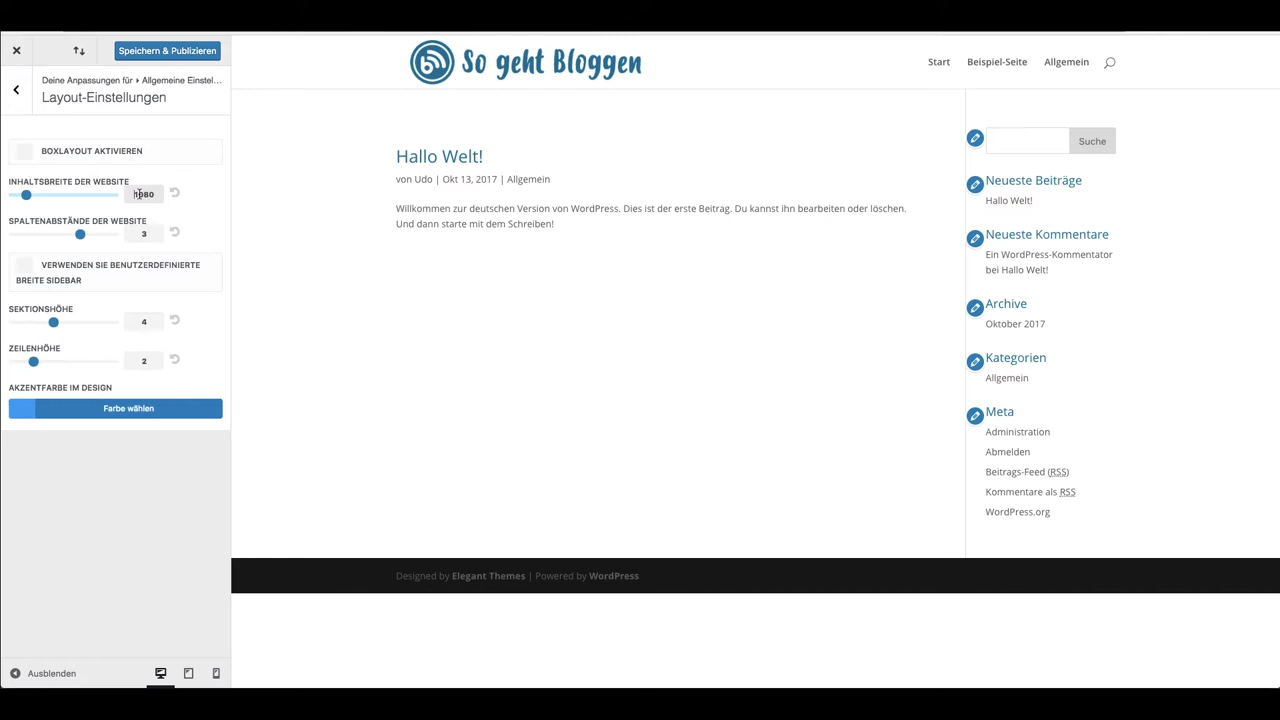 Speichern & Publizieren
Deine Anpassungen für ▸ Allgemeine Einstel...
Layout-Einstellungen
BOXLAYOUT AKTIVIEREN
INHALTSBREITE DER WEBSITE
1080
SPALTENABSTÄNDE DER WEBSITE
3
VERWENDEN SIE BENUTZERDEFINIERTE
BREITE SIDEBAR
SEKTIONSHÖHE
4
ZEILENHÖHE
2
AKZENTFARBE IM DESIGN
Farbe wählen
Ausblenden
So geht Bloggen
Start Beispiel-Seite Allgemein
Hallo Welt!
von Udo | Okt 13, 2017 | Allgemein
Willkommen zur deutschen Version von WordPress. Dies ist der erste Beitrag. Du kannst ihn bearbeiten oder löschen.
Und dann starte mit dem Schreiben!
Suche
Neueste Beiträge
Hallo Welt!
Neueste Kommentare
Ein WordPress-Kommentator
bei Hallo Welt!
Archive
Oktober 2017
Kategorien
Allgemein
Meta
Administration
Abmelden
Beitrags-Feed (RSS)
Kommentare als RSS
WordPress.org
Designed by Elegant Themes | Powered by WordPress